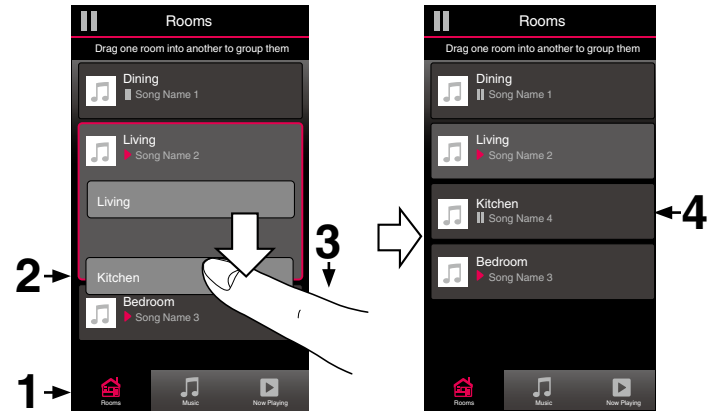 Rooms
Drag one room into another to group them
Dining
Song Name 1
Living
Song Name 2
Living
Kitchen
Bedroom
Song Name 3
Rooms
Music
Now Playing
1
2
3
Rooms
Drag one room into another to group them
Dining
Song Name 1
Living
Song Name 2
Kitchen
Song Name 4
Bedroom
Song Name 3
Rooms
Music
Now Playing
4